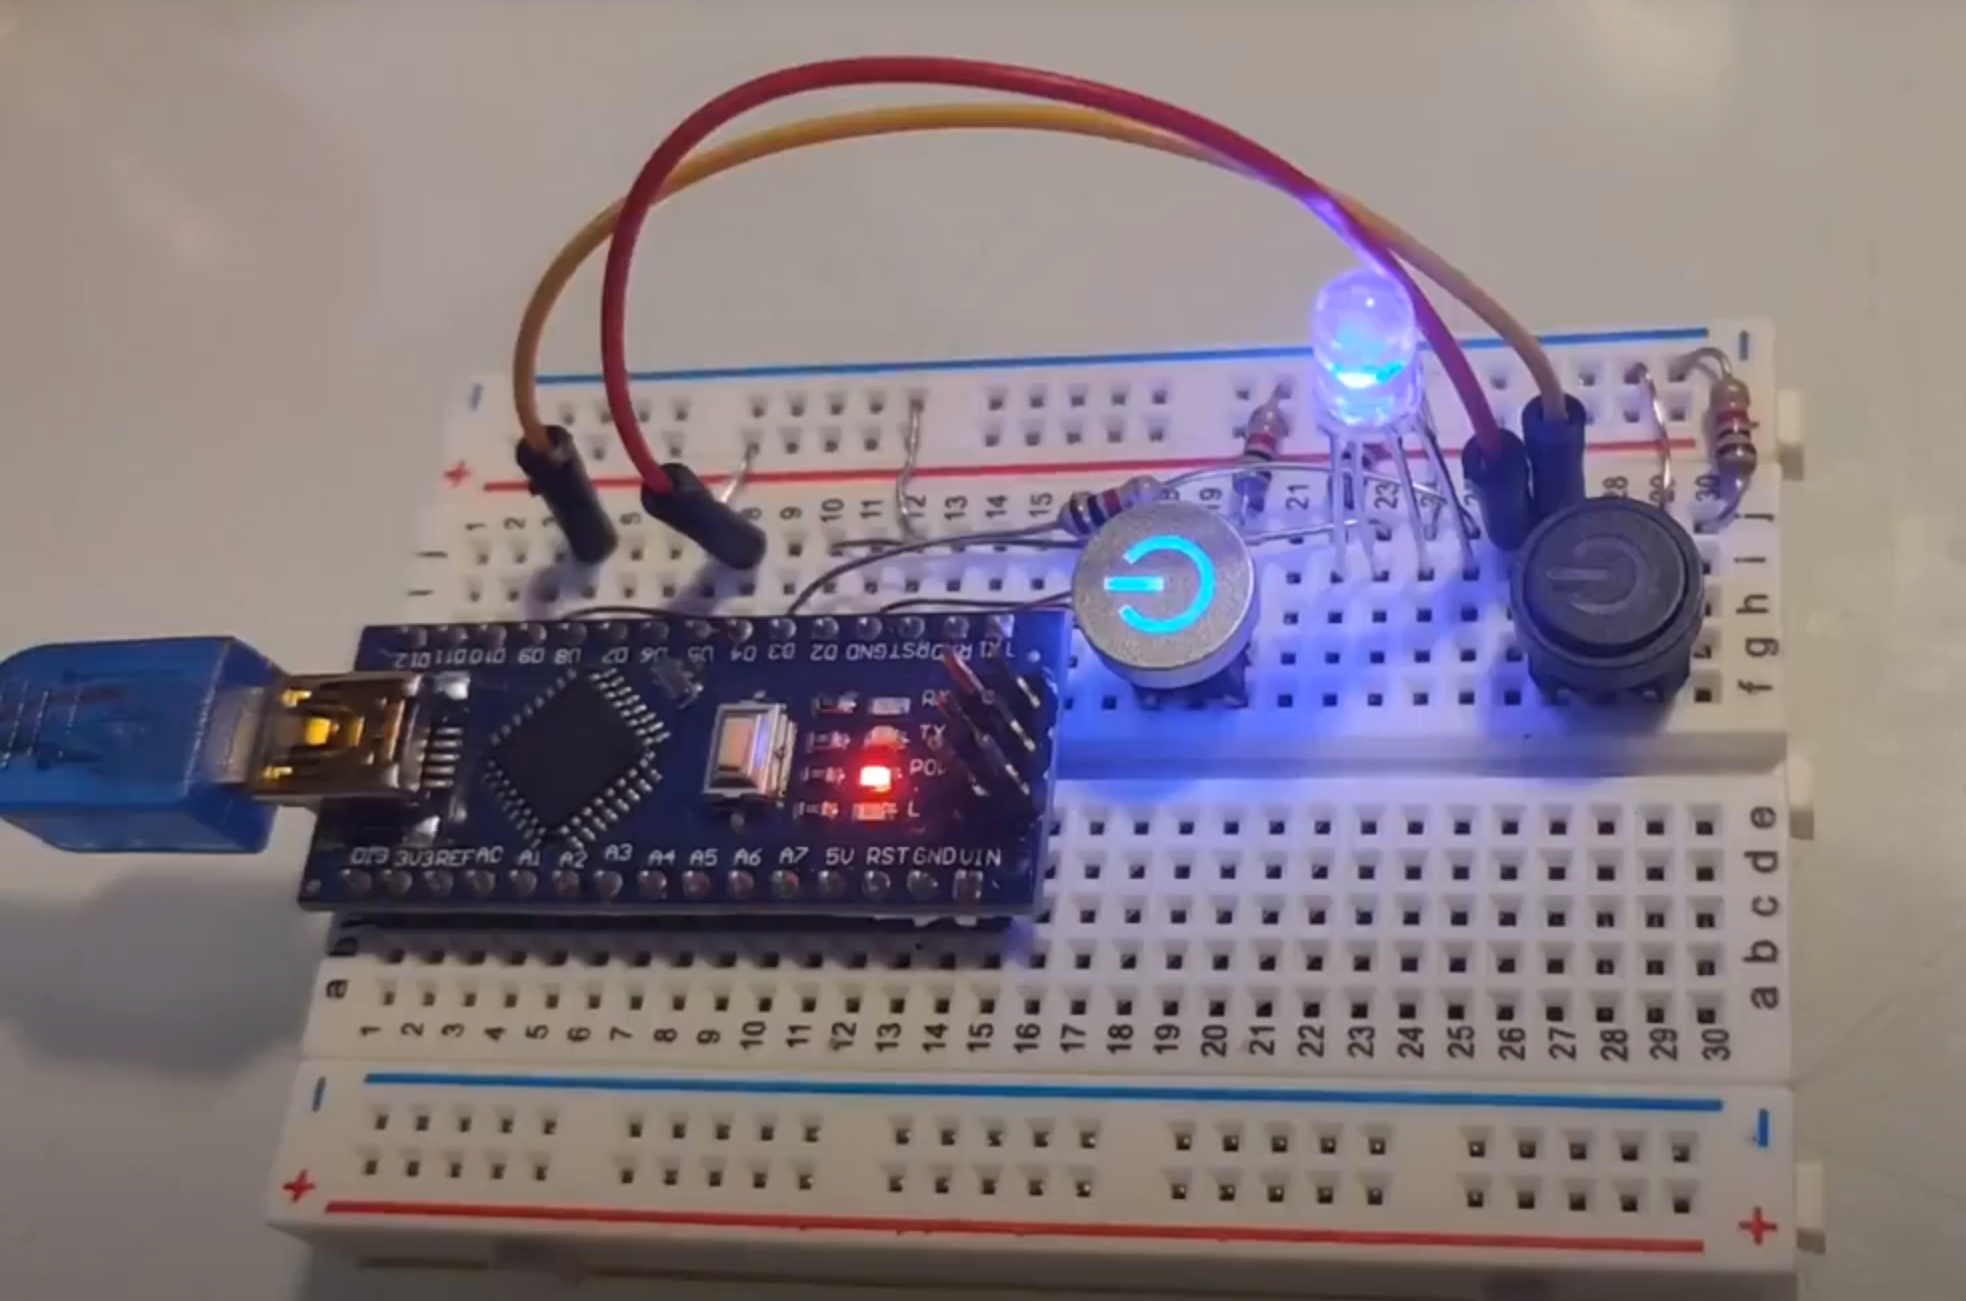 - -
+
1 2 3 5 8 9 10 11 12 13 14 15 19 21 23 28 29 30
j j
i i
h
g
f
D12 D11 D10 D9 D8 D7 D6 D5 D4 D3 D2 GND RST RX TX1
TX
L
D13 3V3 REF A0 A1 A2 A3 A4 A5 A6 A7 5V RST GND VIN
e
d
c
b b
a a
1 2 3 4 5 6 7 8 9 10 11 12 13 14 15 16 17 18 19 20 21 22 23 24 25 26 27 28 29 30
- -
+ +